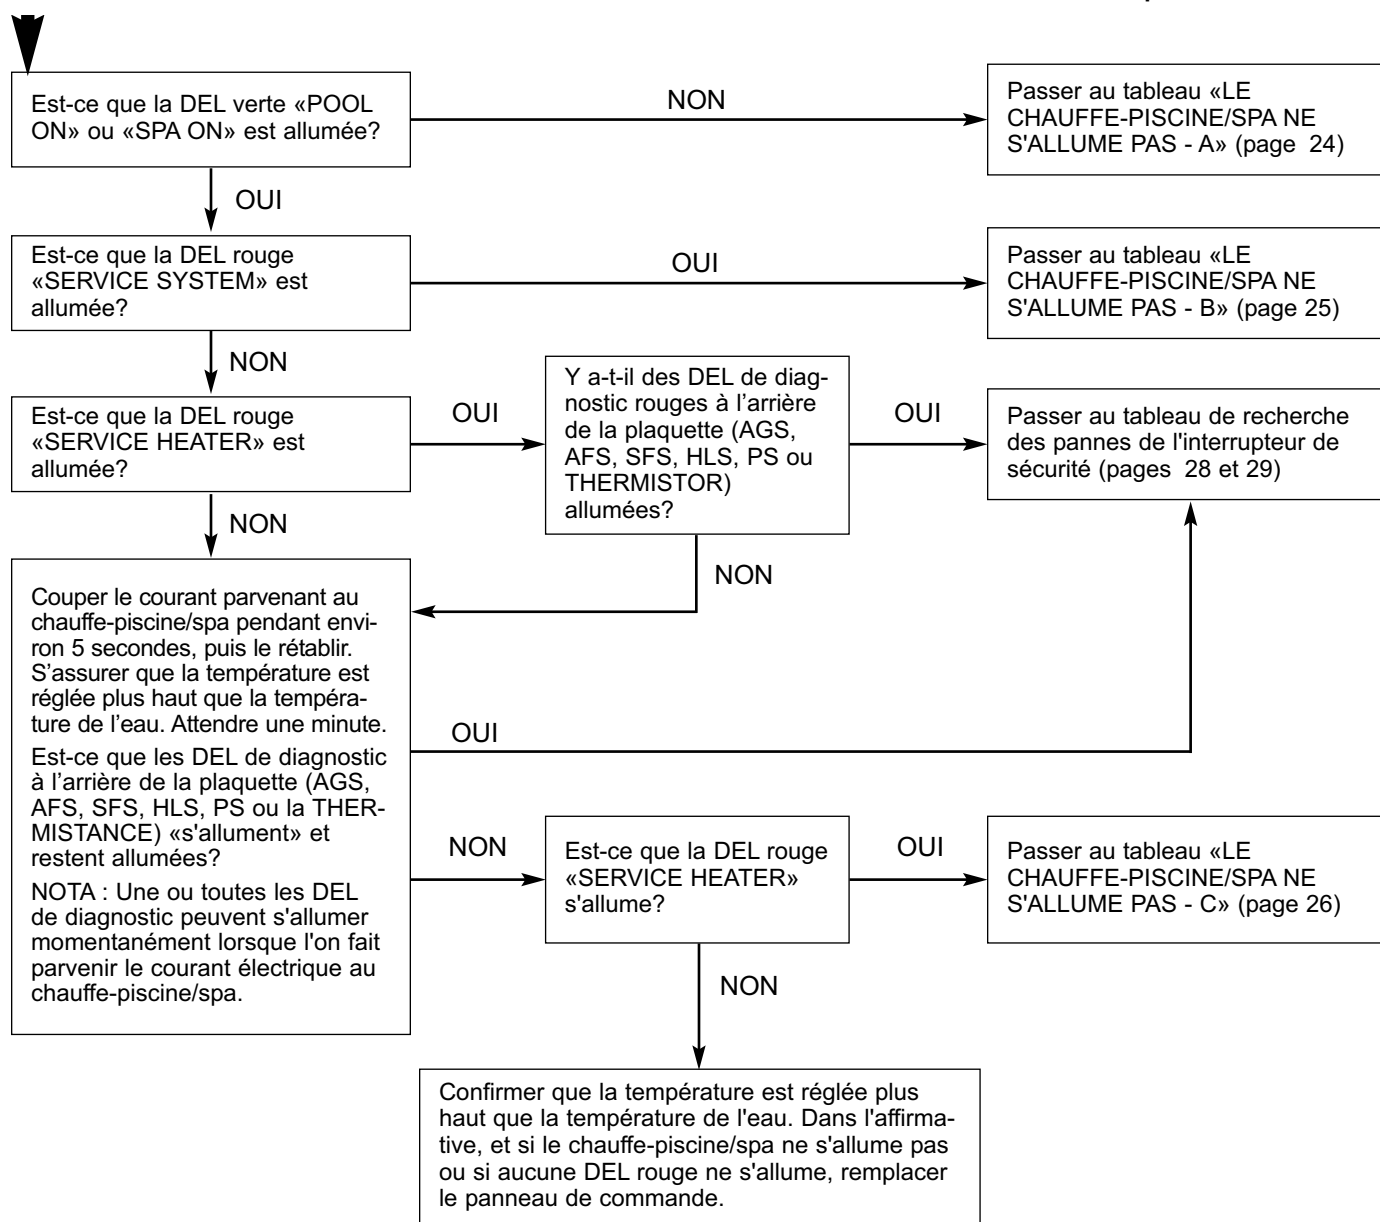 Est-ce que la DEL verte «POOL
ON» ou «SPA ON» est allumée?
NON
Passer au tableau «LE
CHAUFFE-PISCINE/SPA NE
S'ALLUME PAS - A» (page 24)
OUI
Est-ce que la DEL rouge
«SERVICE SYSTEM» est
allumée?
OUI
Passer au tableau «LE
CHAUFFE-PISCINE/SPA NE
S'ALLUME PAS - B» (page 25)
NON
Est-ce que la DEL rouge
«SERVICE HEATER» est
allumée?
OUI
Y a-t-il des DEL de diag-
nostic rouges à l’arrière
de la plaquette (AGS,
AFS, SFS, HLS, PS ou
THERMISTOR)
allumées?
OUI
Passer au tableau de recherche
des pannes de l'interrupteur de
sécurité (pages 28 et 29)
NON
NON
Couper le courant parvenant au
chauffe-piscine/spa pendant envi-
ron 5 secondes, puis le rétablir.
S’assurer que la température est
réglée plus haut que la tempéra-
ture de l’eau. Attendre une minute.
Est-ce que les DEL de diagnostic
à l’arrière de la plaquette (AGS,
AFS, SFS, HLS, PS ou la THER-
MISTANCE) «s'allument» et
restent allumées?
NOTA : Une ou toutes les DEL
de diagnostic peuvent s'allumer
momentanément lorsque l'on fait
parvenir le courant électrique au
chauffe-piscine/spa.
OUI
NON
Est-ce que la DEL rouge
«SERVICE HEATER»
s'allume?
OUI
Passer au tableau «LE
CHAUFFE-PISCINE/SPA NE
S'ALLUME PAS - C» (page 26)
NON
Confirmer que la température est réglée plus
haut que la température de l'eau. Dans l'affirma-
tive, et si le chauffe-piscine/spa ne s'allume pas
ou si aucune DEL rouge ne s'allume, remplacer
le panneau de commande.